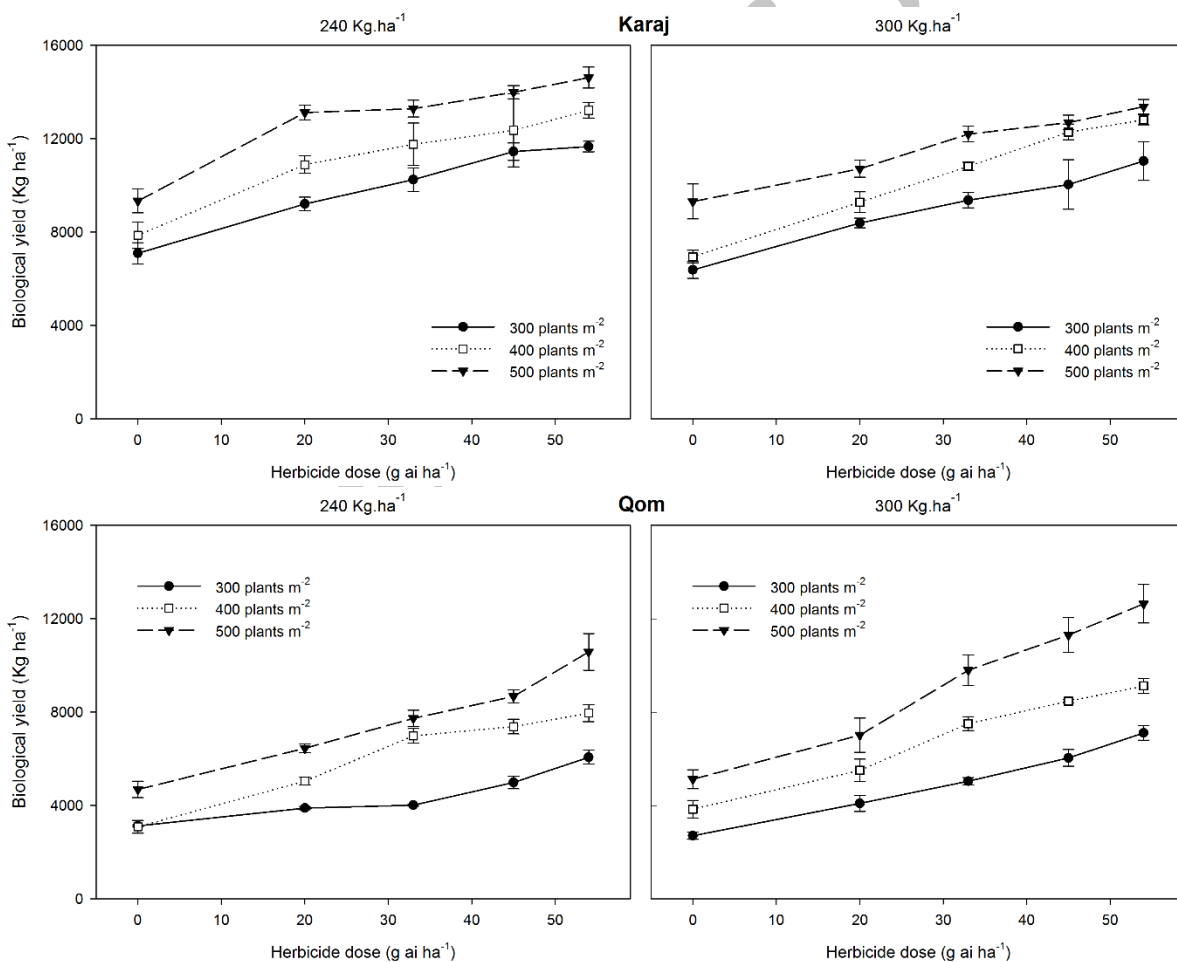 Karaj
240 Kg.ha⁻¹
300 Kg.ha⁻¹
Biological yield (Kg ha⁻¹)
16000
12000
8000
4000
0
300 plants m⁻²
400 plants m⁻²
500 plants m⁻²
300 plants m⁻²
400 plants m⁻²
500 plants m⁻²
0 10 20 30 40 50
0 10 20 30 40 50
Herbicide dose (g ai ha⁻¹)
Herbicide dose (g ai ha⁻¹)
Qom
240 Kg.ha⁻¹
300 Kg.ha⁻¹
Biological yield (Kg ha⁻¹)
16000
12000
8000
4000
0
300 plants m⁻²
400 plants m⁻²
500 plants m⁻²
300 plants m⁻²
400 plants m⁻²
500 plants m⁻²
0 10 20 30 40 50
0 10 20 30 40 50
Herbicide dose (g ai ha⁻¹)
Herbicide dose (g ai ha⁻¹)